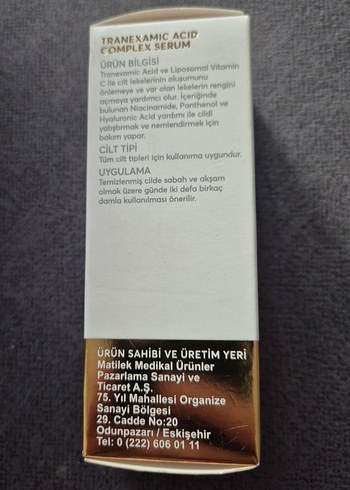 TRANEXAMIC ACID
COMPLEX SERUM
ÜRÜN BİLGİSİ
Tranexamic Acid ve Liposomal Vitamin
C ile cilt lekelerinin oluşumunu
önlemeye ve var olan lekelerin rengini
açmaya yardımcı olur. İçeriğinde
bulunan Niacinamide, Panthenol ve
Hyaluronic Acid yardımı ile cildi
yatıştırmak ve nemlendirmek için
bakım yapar.
CİLT TİPİ
Tüm cilt tipleri için kullanıma uygundur.
UYGULAMA
Temizlenmiş cilde sabah ve akşam
olmak üzere günde iki defa birkaç
damla kullanılması önerilir.
ÜRÜN SAHİBİ VE ÜRETİM YERİ
Matilek Medikal Ürünler
Pazarlama Sanayi ve
Ticaret A.Ş.
75. Yıl Mahallesi Organize
Sanayi Bölgesi
29. Cadde No:20
Odunpazarı / Eskişehir
Tel: 0 (222) 606 01 11